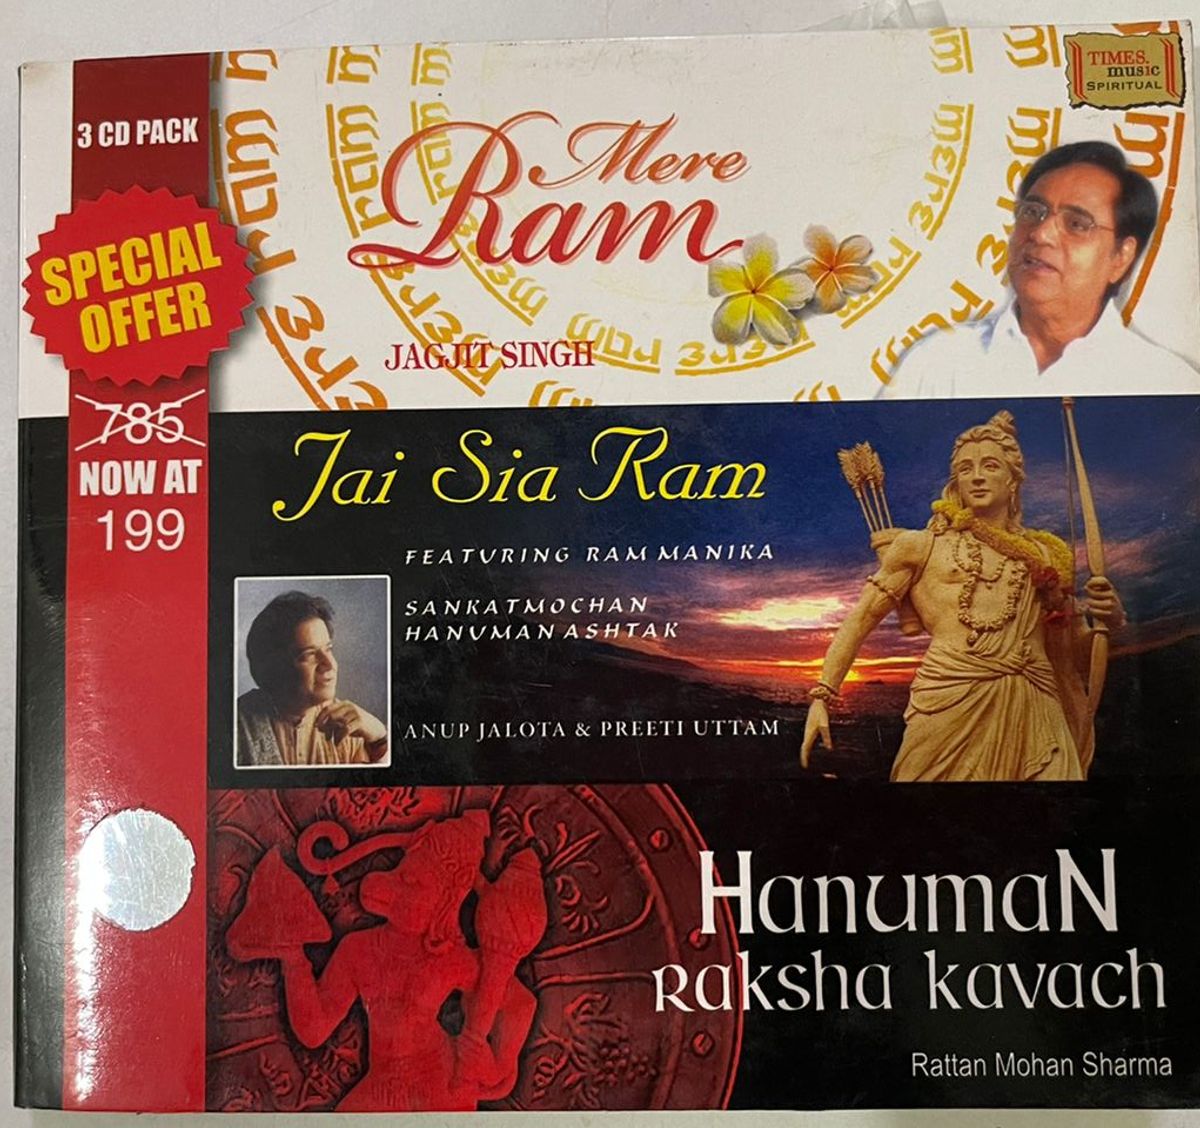 3 CD PACK
SPECIAL
OFFER
785
NOW AT
199
TIMES.
music
SPIRITUAL
Mere
Ram
JAGJIT SINGH
Jai Sia Ram
FEATURING RAM MANIKA
SANKATMOCHAN
HANUMAN ASHTAK
ANUP JALOTA & PREETI UTTAM
HanumaN
Raksha Kavach
Rattan Mohan Sharma